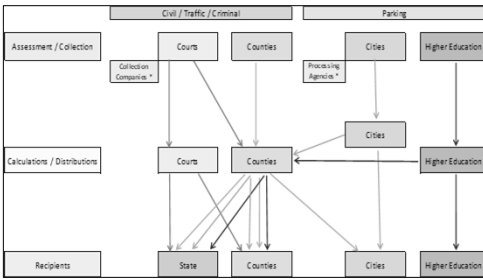 Civil / Traffic / Criminal
Parking
Assessment / Collection
Courts
Counties
Cities
Higher Education
Collection
Companies *
Processing
Agencies *
Cities
Calculations / Distributions
Courts
Counties
Higher Education
Recipients
State
Counties
Cities
Higher Education